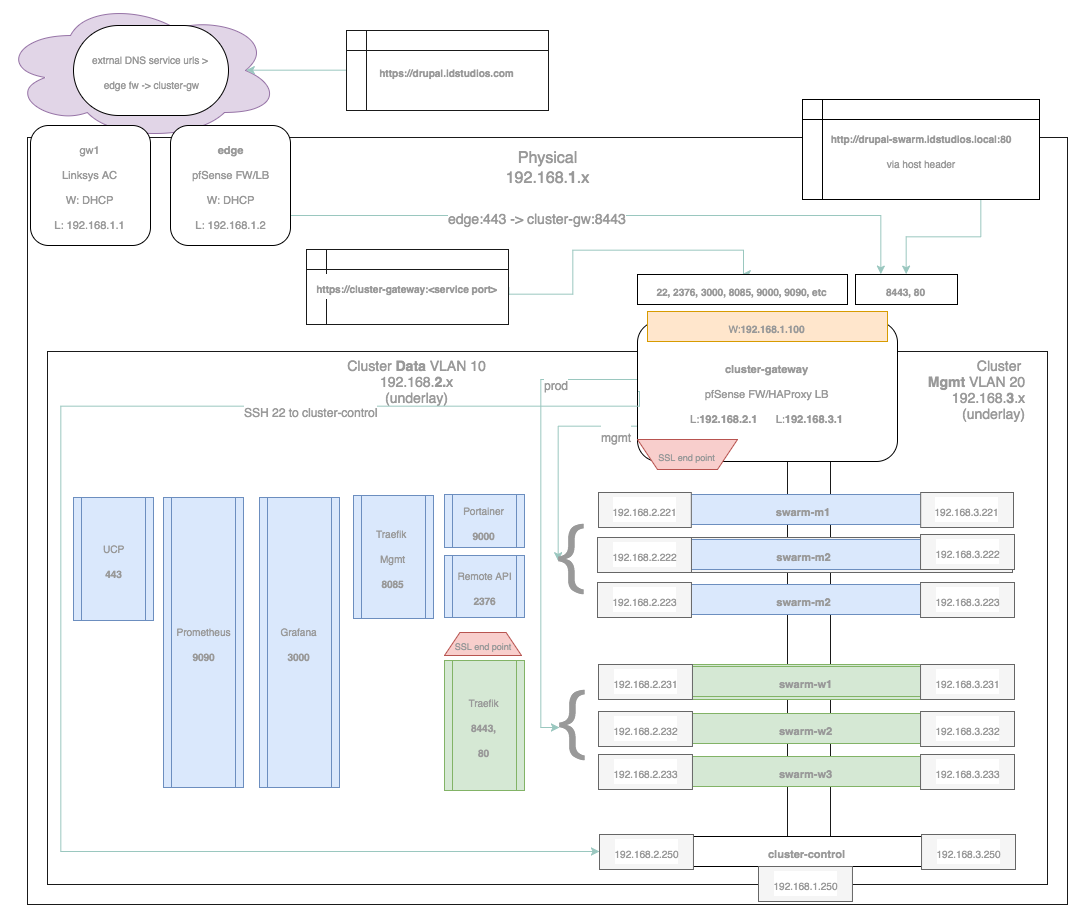 extrnal DNS service urls >
edge fw -> cluster-gw
https://drupal.idstudios.com
http://drupal-swarm.idstudios.local:80
via host header
gw1
Linksys AC
W: DHCP
L: 192.168.1.1
edge
pfSense FW/LB
W: DHCP
L: 192.168.1.2
Physical
192.168.1.x
edge:443 -> cluster-gw:8443
https://cluster-gateway:<service port>
22, 2376, 3000, 8085, 9000, 9090, etc
8443, 80
W:192.168.1.100
cluster-gateway
pfSense FW/HAProxy LB
L:192.168.2.1 L:192.168.3.1
SSL end point
Cluster Data VLAN 10
192.168.2.x
(underlay)
Cluster
Mgmt VLAN 20
192.168.3.x
(underlay)
prod
SSH 22 to cluster-control
mgmt
UCP
443
Prometheus
9090
Grafana
3000
Traefik
Mgmt
8085
Portainer
9000
Remote API
2376
SSL end point
Traefik
8443,
80
{
{
192.168.2.221 swarm-m1 192.168.3.221
192.168.2.222 swarm-m2 192.168.3.222
192.168.2.223 swarm-m2 192.168.3.223
192.168.2.231 swarm-w1 192.168.3.231
192.168.2.232 swarm-w2 192.168.3.232
192.168.2.233 swarm-w3 192.168.3.233
192.168.2.250 cluster-control 192.168.3.250
192.168.1.250